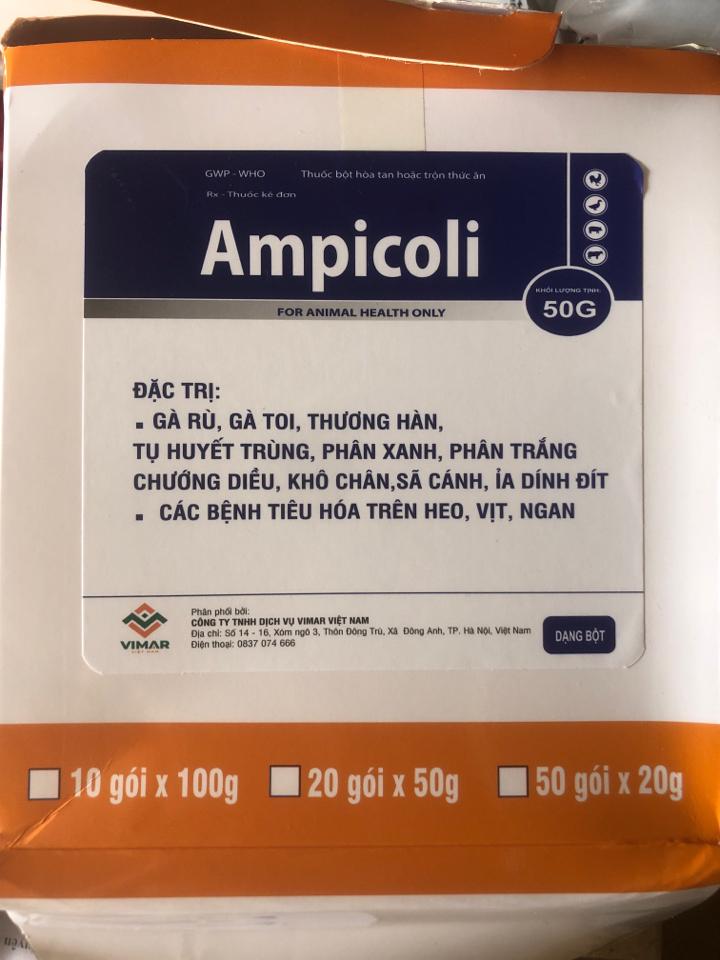 GWP - WHO Thuốc bột hòa tan hoặc trộn thức ăn
Rx - Thuốc kê đơn
Ampicoli
KHỐI LƯỢNG TỊNH:
50G
FOR ANIMAL HEALTH ONLY
ĐẶC TRỊ:
▪ GÀ RÙ, GÀ TOI, THƯƠNG HÀN,
TỤ HUYẾT TRÙNG, PHÂN XANH, PHÂN TRẮNG
CHƯỚNG DIỀU, KHÔ CHÂN,SÃ CÁNH, ỈA DÍNH ĐÍT
▪ CÁC BỆNH TIÊU HÓA TRÊN HEO, VỊT, NGAN
VIMAR
VIỆT NAM
Phân phối bởi:
CÔNG TY TNHH DỊCH VỤ VIMAR VIỆT NAM
Địa chỉ: Số 14 - 16, Xóm ngõ 3, Thôn Đông Trù, Xã Đông Anh, TP. Hà Nội, Việt Nam
Điện thoại: 0837 074 666
DẠNG BỘT
10 gói x 100g 20 gói x 50g 50 gói x 20g